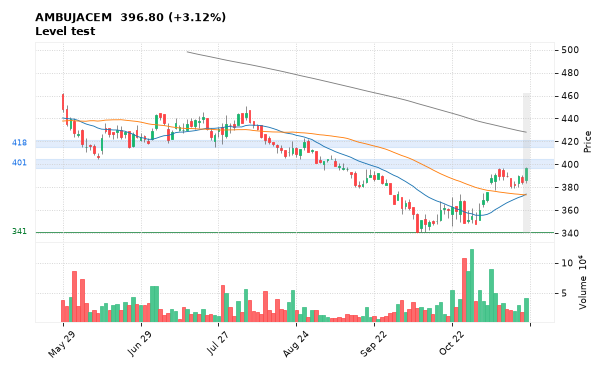 AMBUJACEM 396.80 (+3.12%)
Level test
500
480
460
440
420
400
380
360
340
Price
418
401
341
10
5
Volume 10⁴
May 29
Jun 29
Jul 27
Aug 24
Sep 22
Oct 22